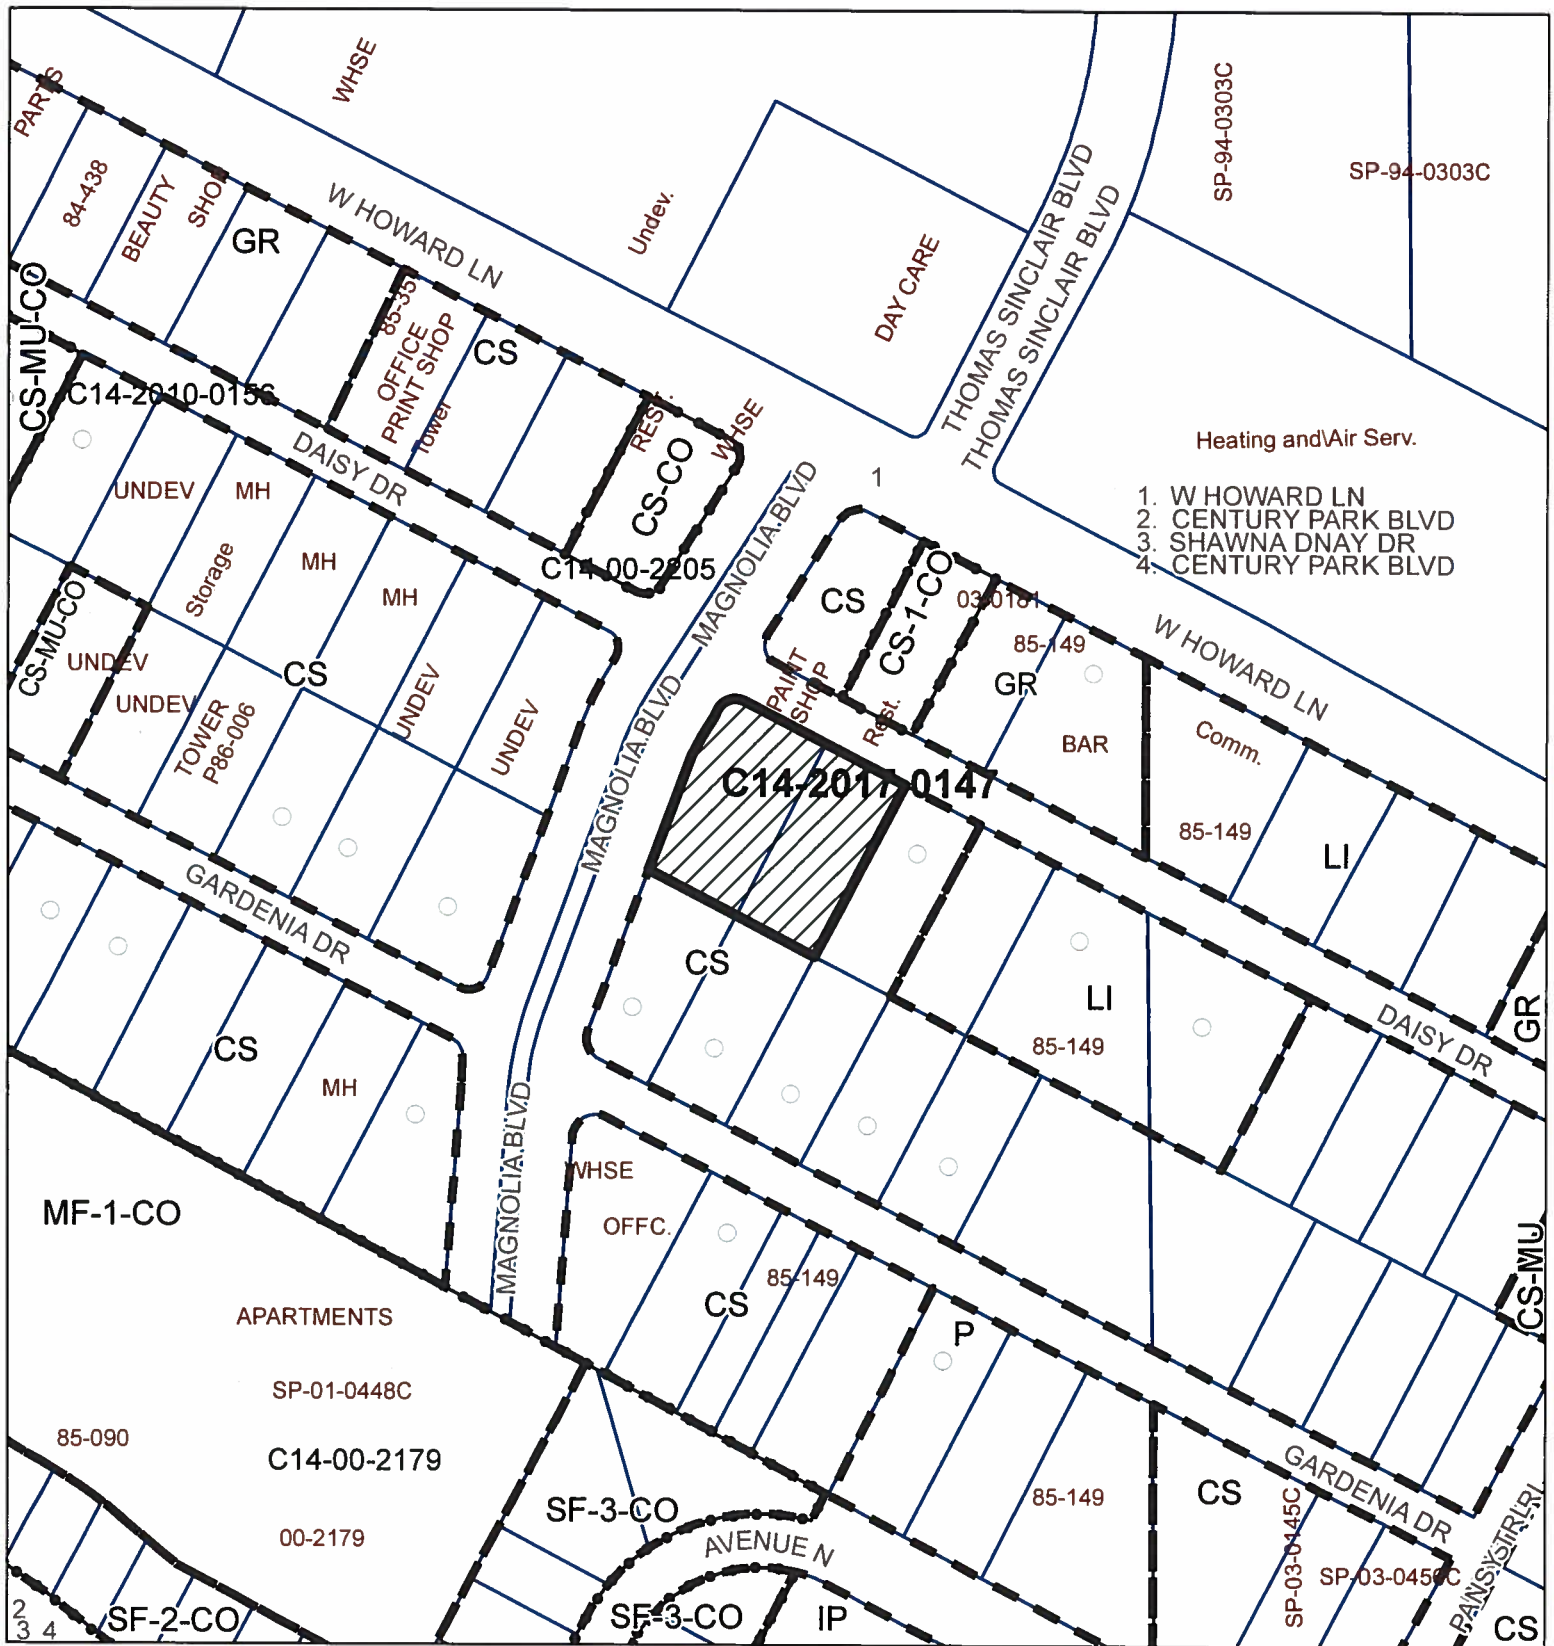 WHSE
PARTS
84-438
BEAUTY
SHOP
GR
W HOWARD LN
Undev.
DAY CARE
THOMAS SINCLAIR BLVD
THOMAS SINCLAIR BLVD
SP-94-0303C
SP-94-0303C
Heating and\Air Serv.
1. W HOWARD LN
2. CENTURY PARK BLVD
3. SHAWNA DNAY DR
4. CENTURY PARK BLVD
CS-MU-CO
C14-2010-0156
85-35
OFFICE
PRINT SHOP
Tower
CS
REST.
WHSE
CS-CO
C14-00-2205
DAISY DR
1
UNDEV
MH
Storage
MH
MH
CS-MU-CO
UNDEV
UNDEV
TOWER
P86-006
CS
UNDEV
UNDEV
MAGNOLIA BLVD
MAGNOLIA BLVD
MAGNOLIA BLVD
CS
CS-1-CO
03-0181
85-149
GR
PAINT
SHOP
Rest.
BAR
W HOWARD LN
Comm.
85-149
LI
C14-2017-0147
GARDENIA DR
CS
CS
MH
LI
85-149
DAISY DR
GR
MAGNOLIA BLVD
WHSE
OFFC.
85-149
CS
P
CS-MU
MF-1-CO
APARTMENTS
SP-01-0448C
85-090
C14-00-2179
00-2179
SF-3-CO
AVENUE N
85-149
CS
GARDENIA DR
SP-03-0145C
SP-03-0456C
2
3 4
SF-2-CO
SF-3-CO
IP
CS